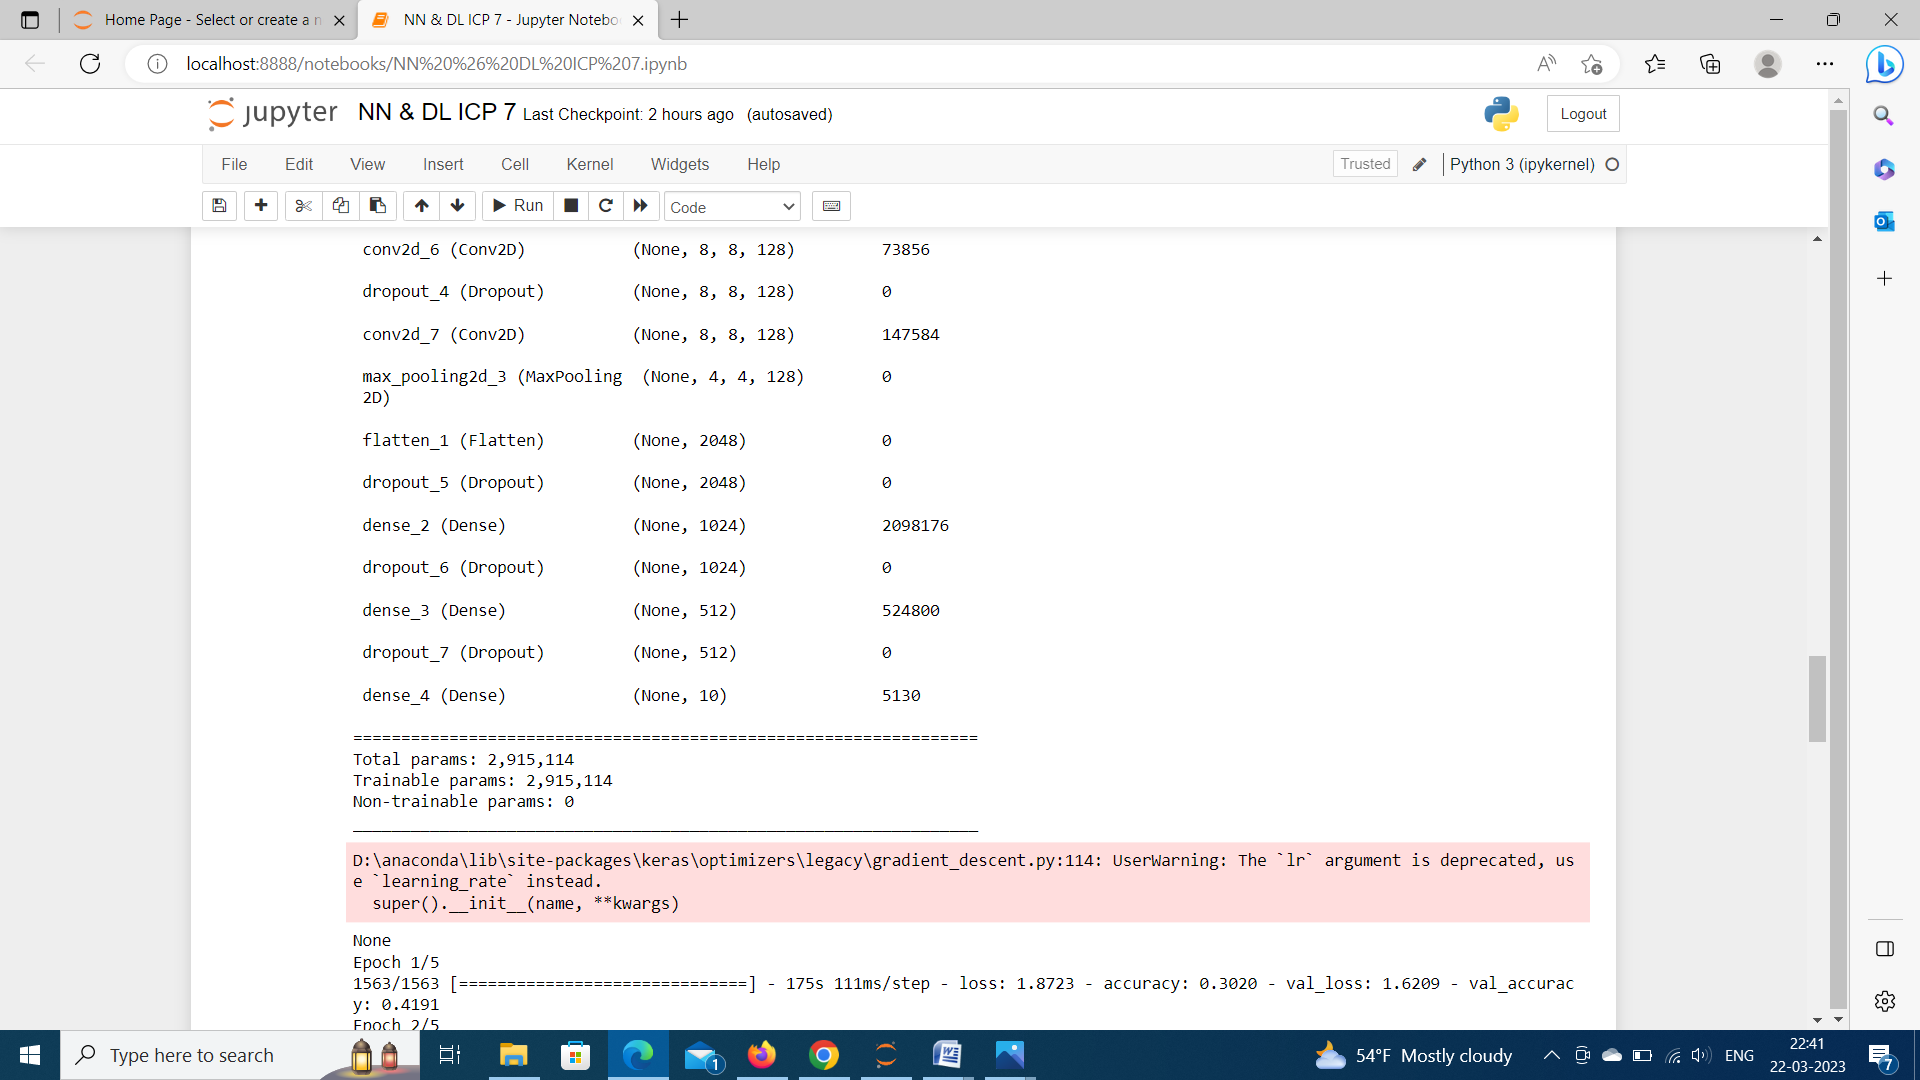 Home Page - Select or create a n
NN & DL ICP 7 - Jupyter Notebo
localhost:8888/notebooks/NN%20%26%20DL%20ICP%207.ipynb
jupyter NN & DL ICP 7 Last Checkpoint: 2 hours ago (autosaved)
Logout
File Edit View Insert Cell Kernel Widgets Help
Trusted
Python 3 (ipykernel)
Run
Code
conv2d_6 (Conv2D) (None, 8, 8, 128) 73856
dropout_4 (Dropout) (None, 8, 8, 128) 0
conv2d_7 (Conv2D) (None, 8, 8, 128) 147584
max_pooling2d_3 (MaxPooling (None, 4, 4, 128) 0
2D)
flatten_1 (Flatten) (None, 2048) 0
dropout_5 (Dropout) (None, 2048) 0
dense_2 (Dense) (None, 1024) 2098176
dropout_6 (Dropout) (None, 1024) 0
dense_3 (Dense) (None, 512) 524800
dropout_7 (Dropout) (None, 512) 0
dense_4 (Dense) (None, 10) 5130
=================================================================
Total params: 2,915,114
Trainable params: 2,915,114
Non-trainable params: 0
_________________________________________________________________
D:\anaconda\lib\site-packages\keras\optimizers\legacy\gradient_descent.py:114: UserWarning: The `lr` argument is deprecated, us
e `learning_rate` instead.
super().__init__(name, **kwargs)
None
Epoch 1/5
1563/1563 [==============================] - 175s 111ms/step - loss: 1.8723 - accuracy: 0.3020 - val_loss: 1.6209 - val_accurac
y: 0.4191
Epoch 2/5
Type here to search
1
54°F Mostly cloudy
ENG
22:41
22-03-2023
7